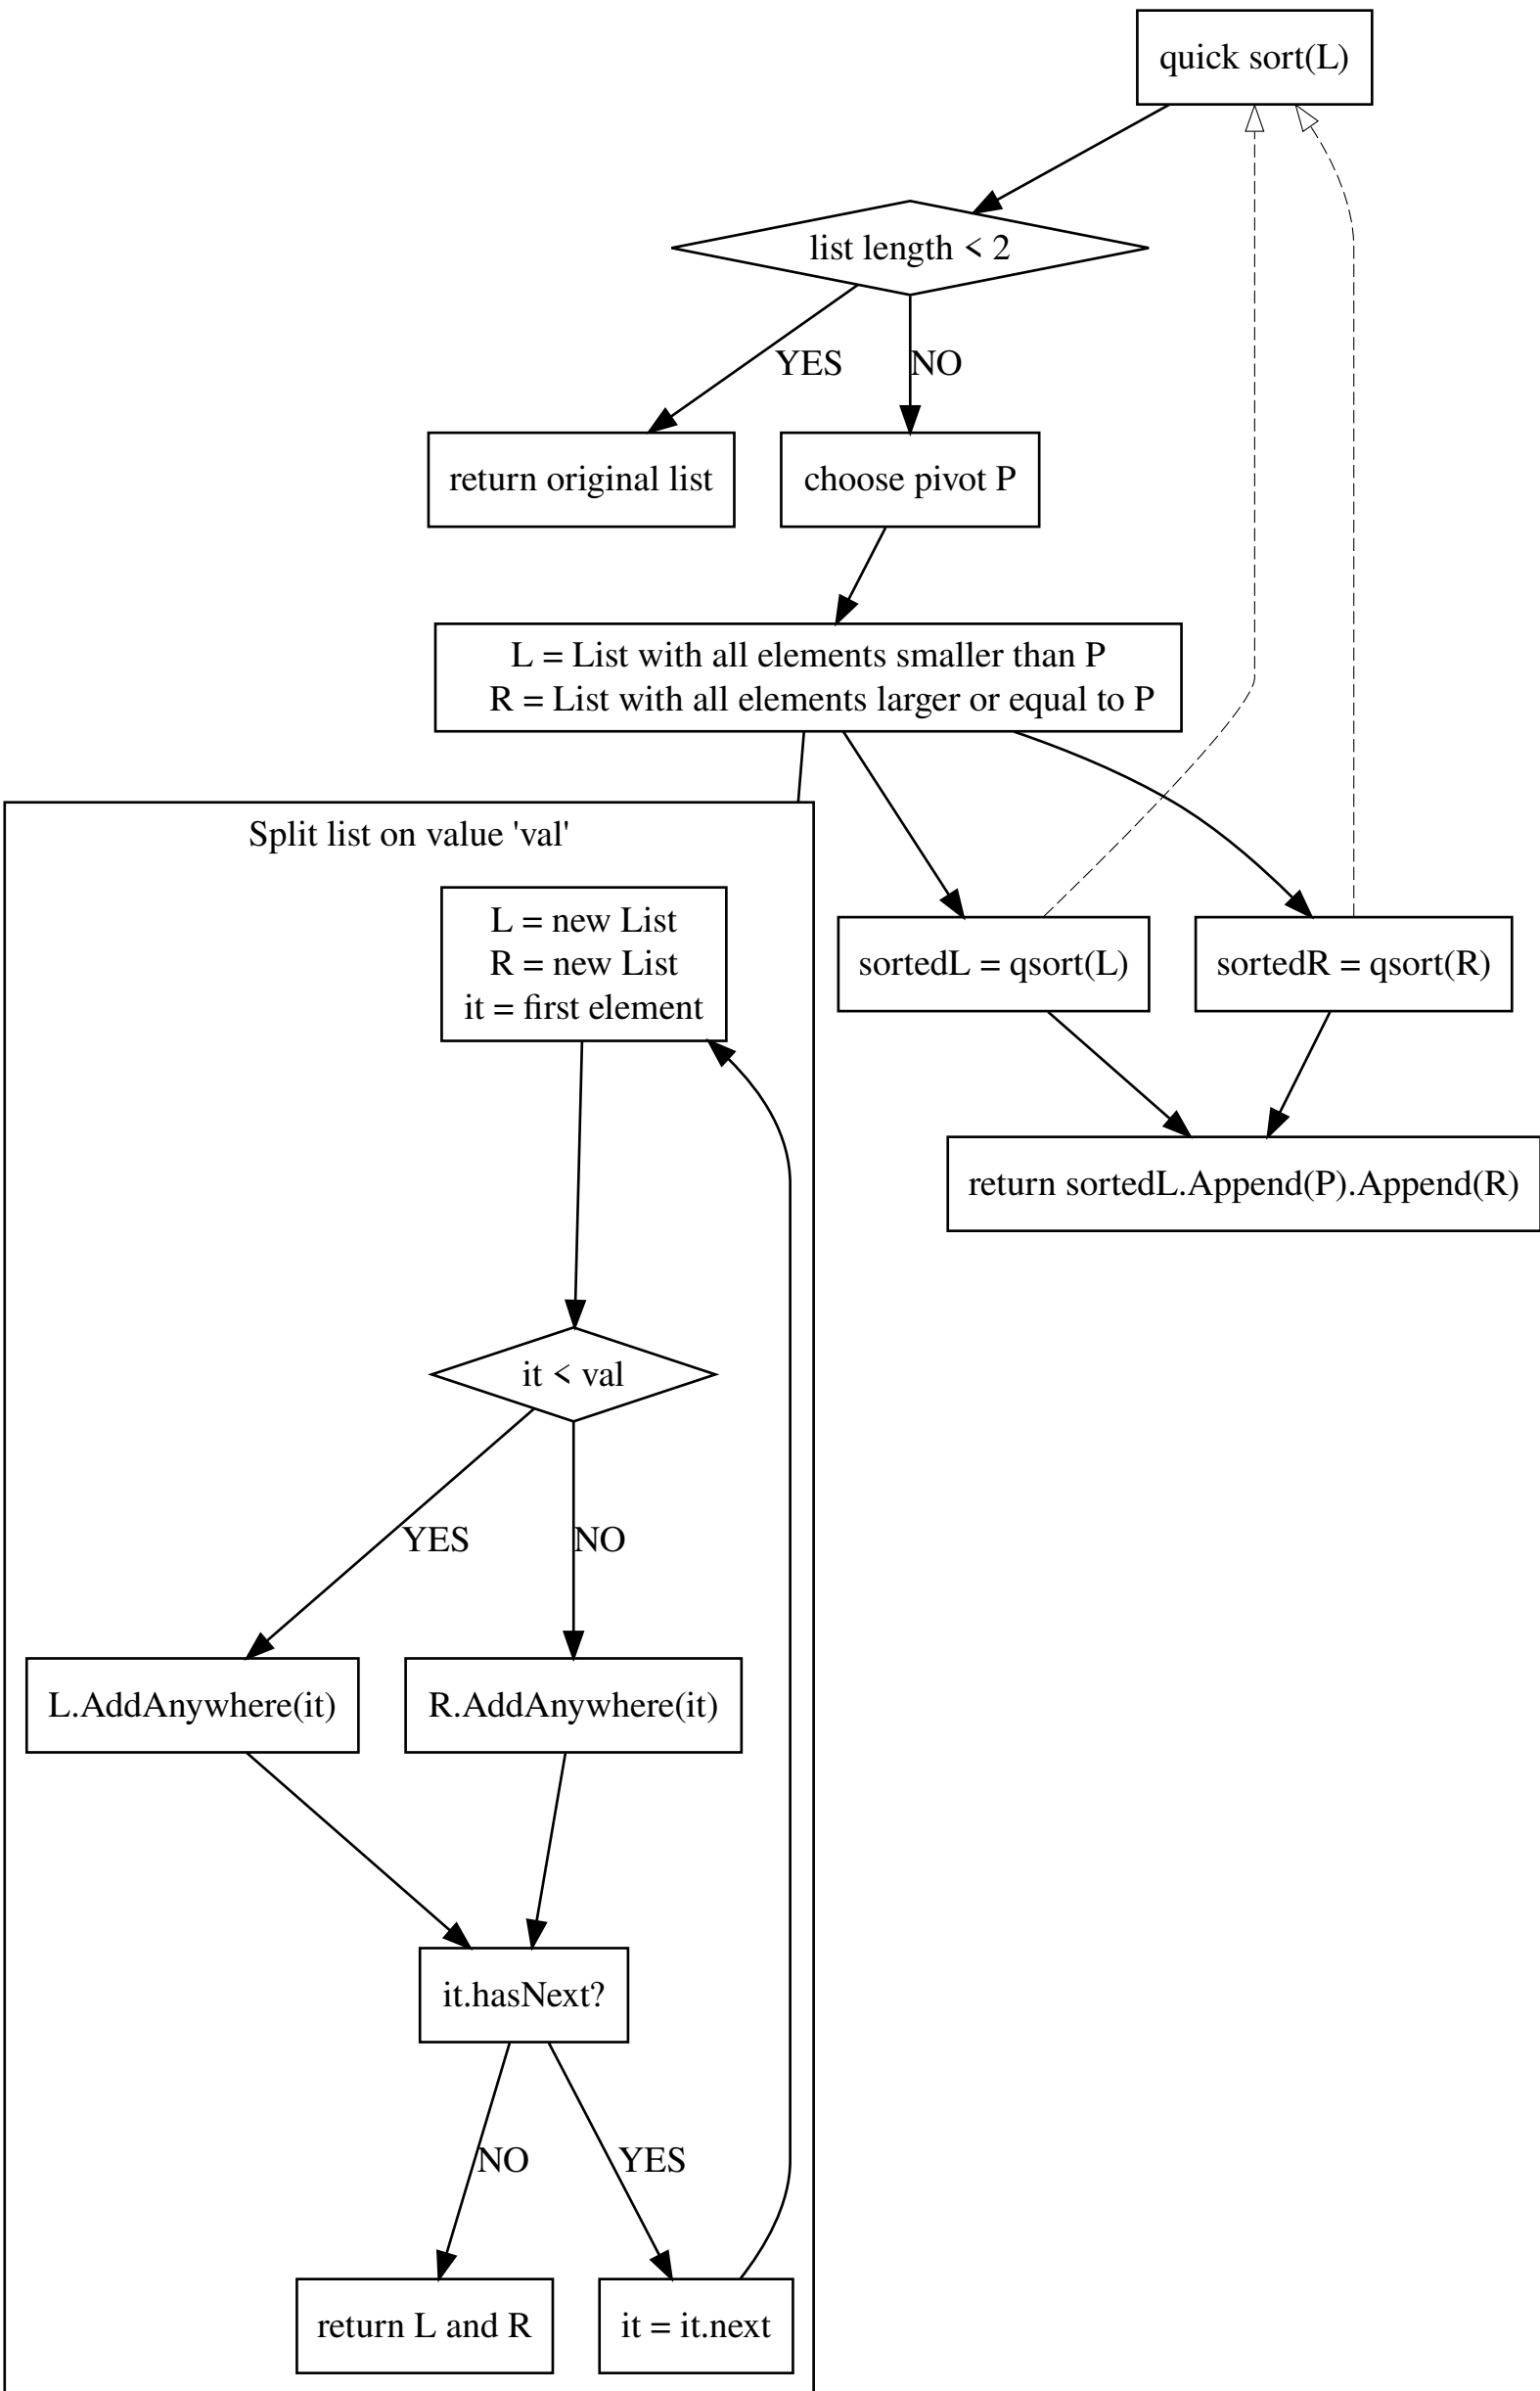 quick sort(L)
list length < 2
YES
NO
return original list
choose pivot P
L = List with all elements smaller than P
R = List with all elements larger or equal to P
Split list on value 'val'
L = new List
R = new List
it = first element
sortedL = qsort(L)
sortedR = qsort(R)
return sortedL.Append(P).Append(R)
it < val
YES
NO
L.AddAnywhere(it)
R.AddAnywhere(it)
it.hasNext?
NO
YES
return L and R
it = it.next